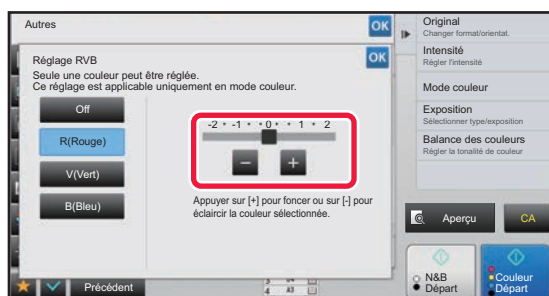 Autres
OK
Réglage RVB
OK
Seule une couleur peut être réglée.
Ce réglage est applicable uniquement en mode couleur.
Off
R(Rouge)
V(Vert)
B(Bleu)
-2 • -1 • • 0 • • 1 • 2
- +
Appuyer sur [+] pour foncer ou sur [-] pour
éclaircir la couleur sélectionnée.
Précédent
4 A3
Original
Changer format/orientat.
Intensité
Régler l'intensité
Mode couleur
Exposition
Sélectionner type/exposition
Balance des couleurs
Régler la tonalité de couleur
Aperçu
CA
N&B
Départ
Couleur
Départ